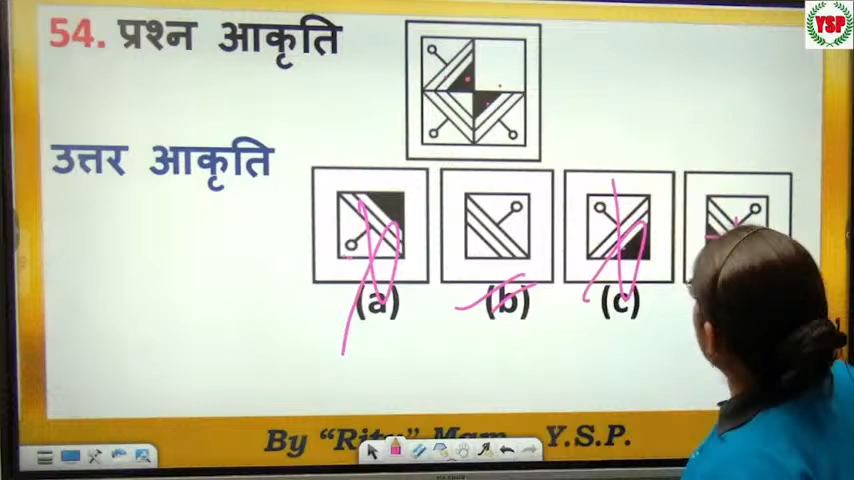 54. प्रश्न आकृति
YSP
उत्तर आकृति
(a) (b) (c)
By "Ritu" Mam Y.S.P.